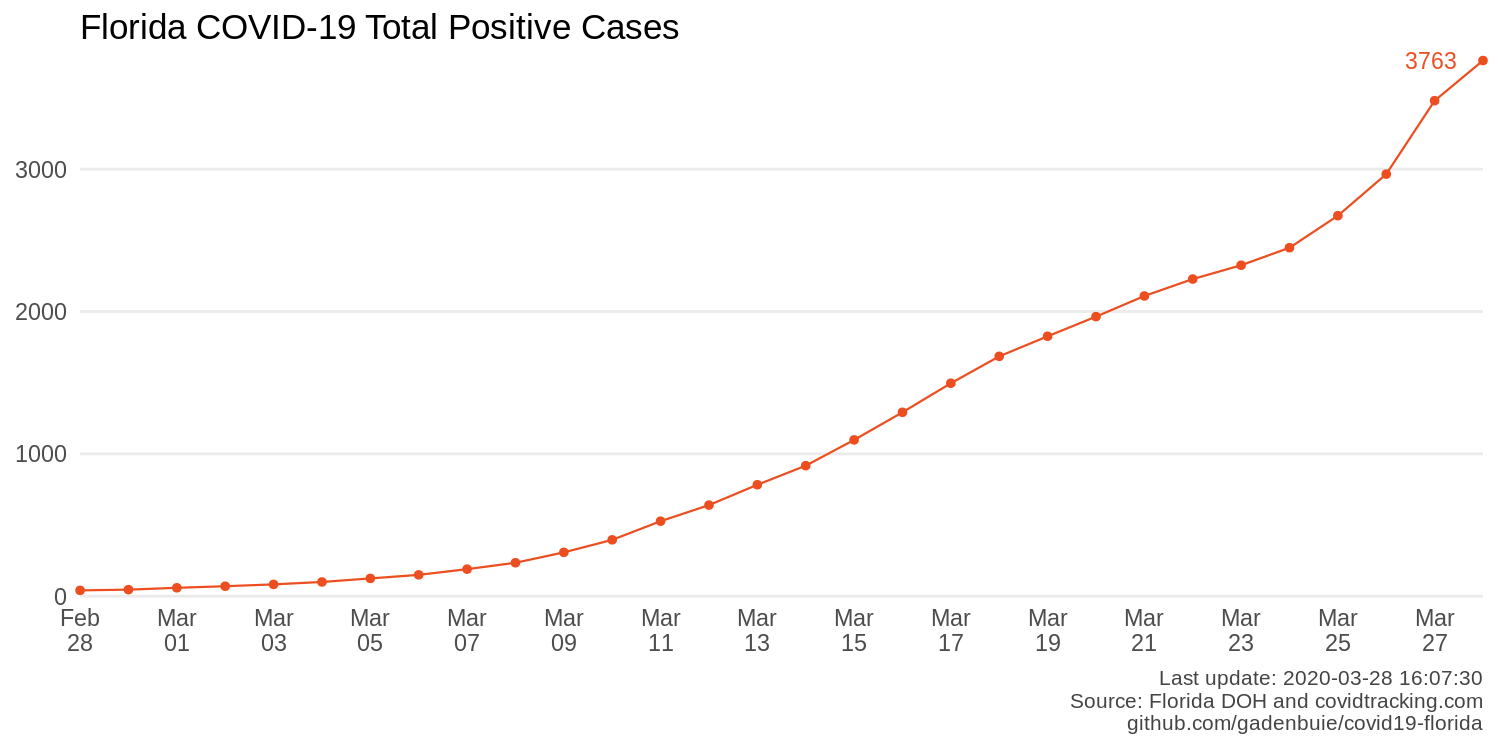 Florida COVID-19 Total Positive Cases
3763
3000
2000
1000
0
Feb Mar Mar Mar Mar Mar Mar Mar Mar Mar Mar Mar Mar Mar Mar
28 01 03 05 07 09 11 13 15 17 19 21 23 25 27
Last update: 2020-03-28 16:07:30
Source: Florida DOH and covidtracking.com
github.com/gadenbuie/covid19-florida